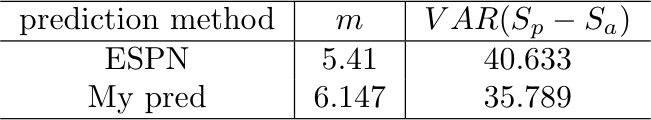 prediction method m VAR(S_p − S_a)
ESPN 5.41 40.633
My pred 6.147 35.789